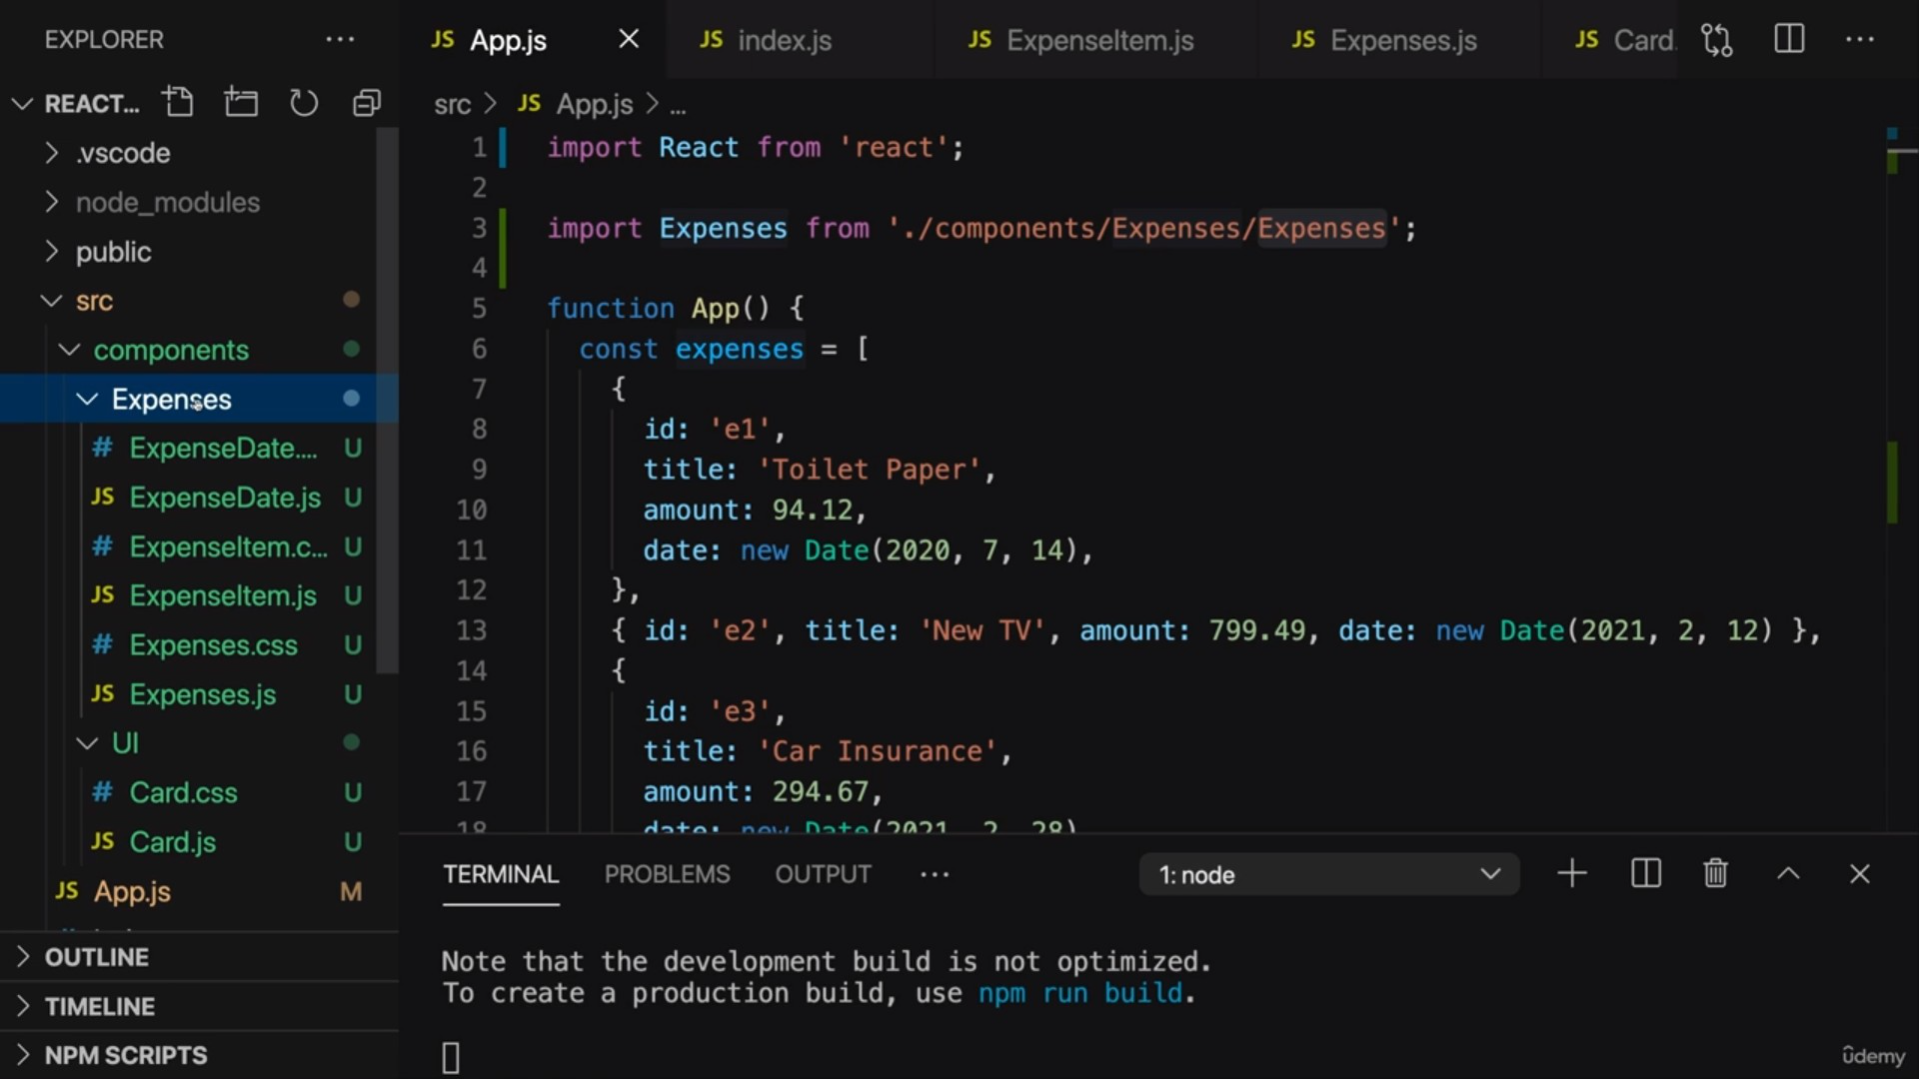 EXPLORER
REACT...
.vscode
node_modules
public
src
components
Expenses
# ExpenseDate....  U
JS ExpenseDate.js  U
# ExpenseItem.c...  U
JS ExpenseItem.js  U
# Expenses.css  U
JS Expenses.js  U
UI
# Card.css  U
JS Card.js  U
JS App.js  M
OUTLINE
TIMELINE
NPM SCRIPTS
JS App.js  JS index.js  JS ExpenseItem.js  JS Expenses.js  JS Card.
src > JS App.js > ...
1 import React from 'react';
2
3 import Expenses from './components/Expenses/Expenses';
4
5 function App() {
6 const expenses = [
7 {
8 id: 'e1',
9 title: 'Toilet Paper',
10 amount: 94.12,
11 date: new Date(2020, 7, 14),
12 },
13 { id: 'e2', title: 'New TV', amount: 799.49, date: new Date(2021, 2, 12) },
14 {
15 id: 'e3',
16 title: 'Car Insurance',
17 amount: 294.67,
18 date: new Date(2021, 2, 28)
TERMINAL  PROBLEMS  OUTPUT  ...  1: node
Note that the development build is not optimized.
To create a production build, use npm run build.
ûdemy